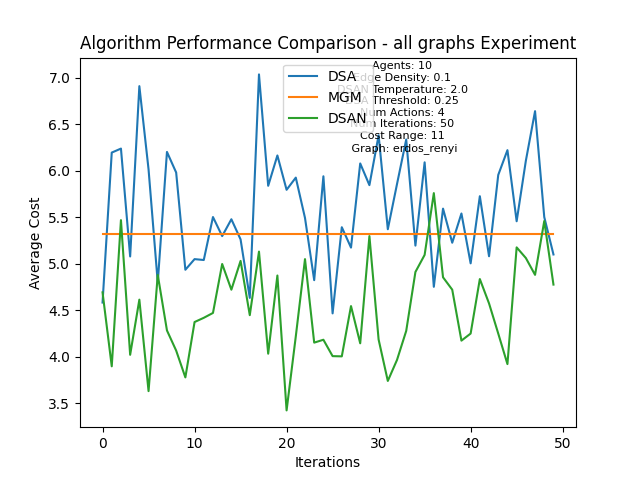 Algorithm Performance Comparison - all graphs Experiment
Agents: 10
Edge Density: 0.1
DSAN Temperature: 2.0
Threshold: 0.25
Num Actions: 4
Num Iterations: 50
Cost Range: 11
Graph: erdos_renyi
DSA
MGM
DSAN
Average Cost
7.0
6.5
6.0
5.5
5.0
4.5
4.0
3.5
0 10 20 30 40 50
Iterations